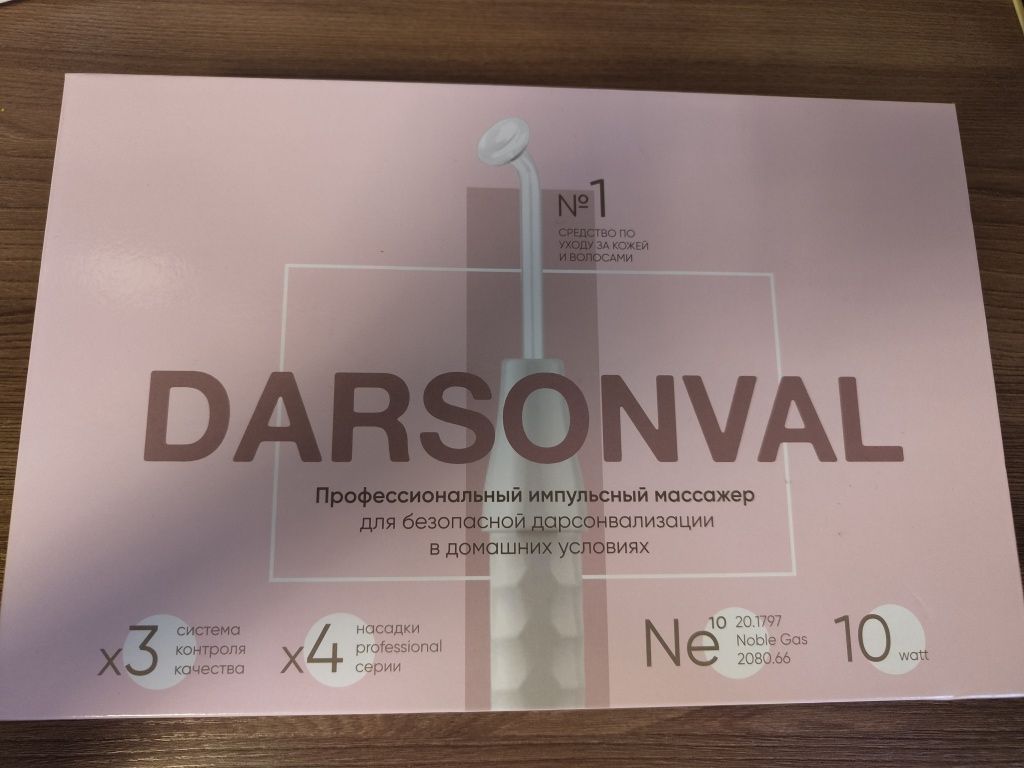 №1
СРЕДСТВО ПО
УХОДУ ЗА КОЖЕЙ
И ВОЛОСАМИ
DARSONVAL
Профессиональный импульсный массажер
для безопасной дарсонвализации
в домашних условиях
x3
система
контроля
качества
x4
насадки
professional
серии
Ne 10
20.1797
Noble Gas
2080.66
10 watt